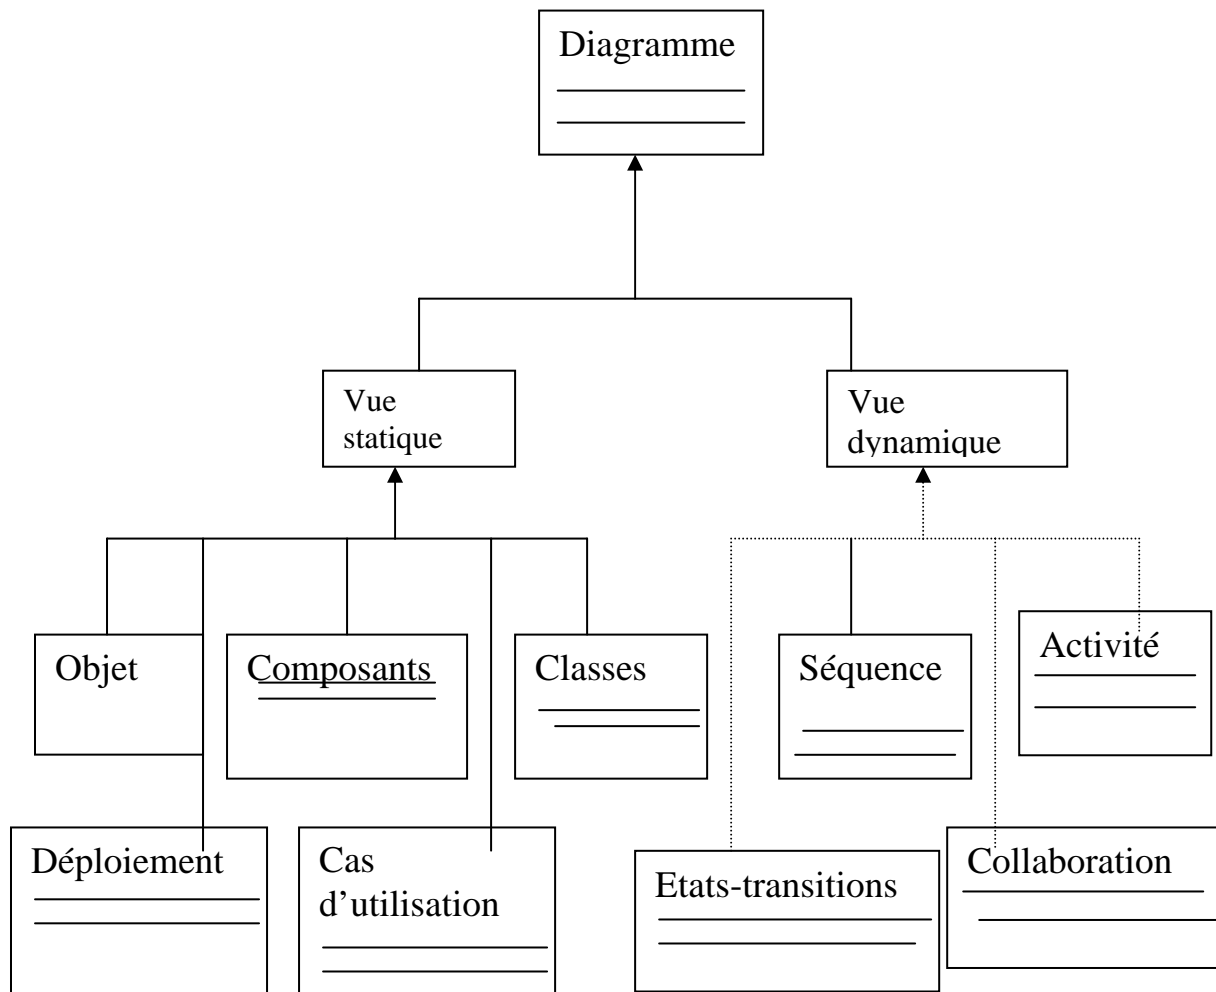 Diagramme
Vue
statique
Vue
dynamique
Objet
Composants
Classes
Séquence
Activité
Déploiement
Cas
d’utilisation
Etats-transitions
Collaboration